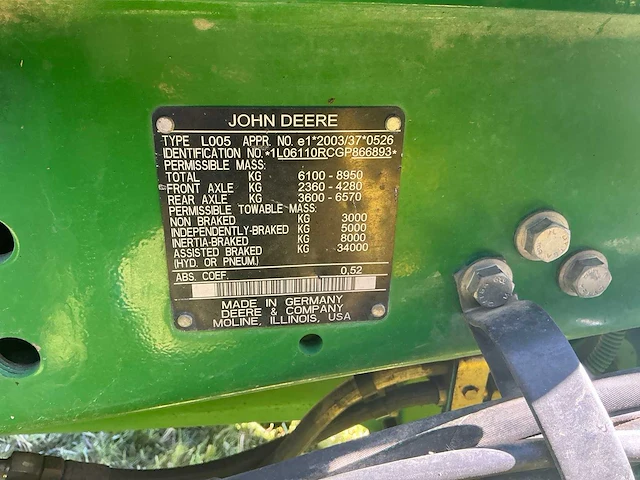 JOHN DEERE
TYPE L005 APPR. NO. e1*2003/37*0526
IDENTIFICATION NO. *1L06110RCGP866893*
PERMISSIBLE MASS:
TOTAL KG 6100 - 8950
FRONT AXLE KG 2360 - 4280
REAR AXLE KG 3600 - 6570
PERMISSIBLE TOWABLE MASS:
NON BRAKED KG 3000
INDEPENDENTLY-BRAKED KG 5000
INERTIA-BRAKED KG 8000
ASSISTED BRAKED KG 34000
(HYD. OR PNEUM.)
ABS. COEF. 0,52
MADE IN GERMANY
DEERE & COMPANY
MOLINE, ILLINOIS, USA